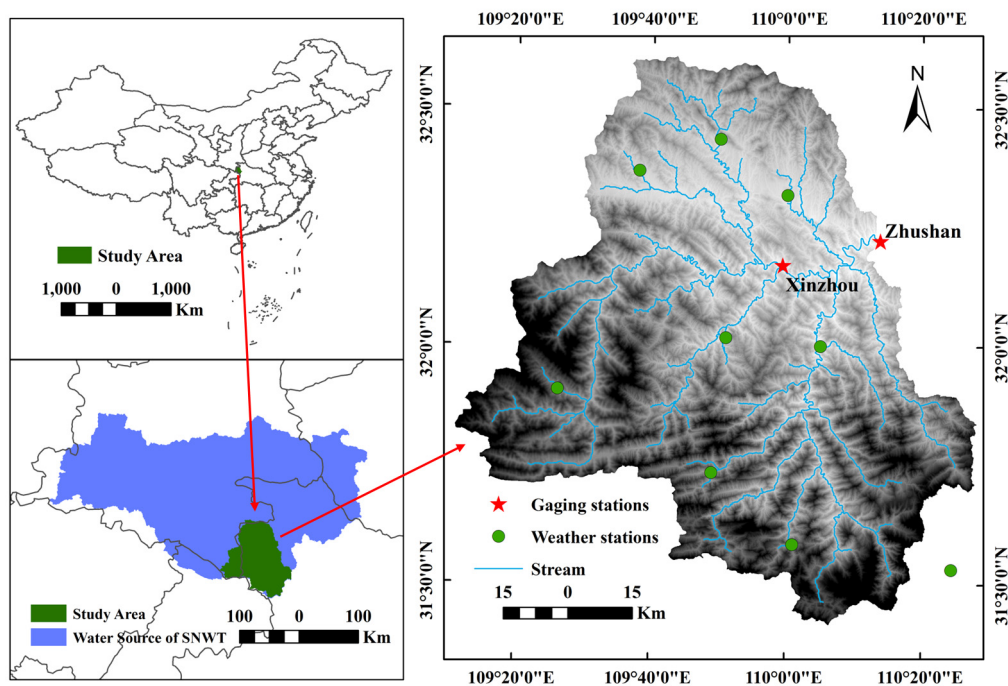 Study Area
1,000 0 1,000
Km
Study Area
Water Source of SNWT
100 0 100
Km
109°20'0"E 109°40'0"E 110°0'0"E 110°20'0"E
32°30'0"N
32°0'0"N
31°30'0"N
N
Zhushan
Xinzhou
Gaging stations
Weather stations
Stream
15 0 15
Km
32°30'0"N
32°0'0"N
31°30'0"N
109°20'0"E 109°40'0"E 110°0'0"E 110°20'0"E